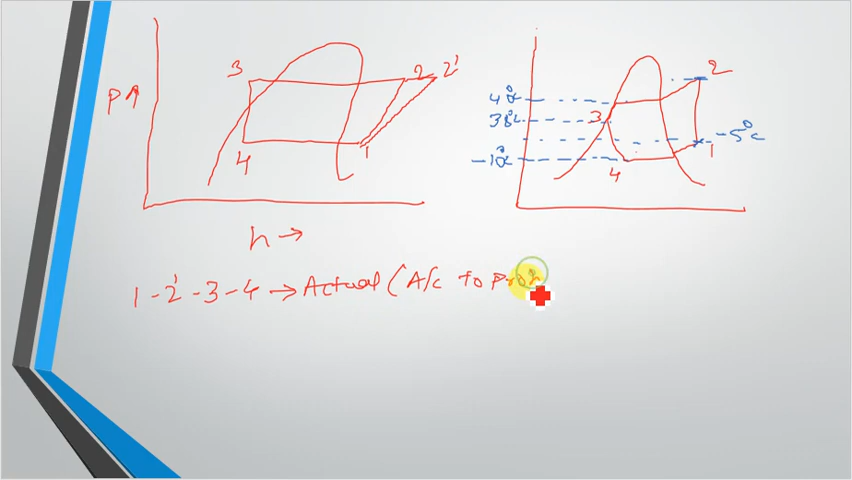 3
2
2'
P↑
4
1
h →
2
40°c
38°c
3
-5°c
1
-10°c
4
1-2'-3-4 → Actual (A/c to Prob